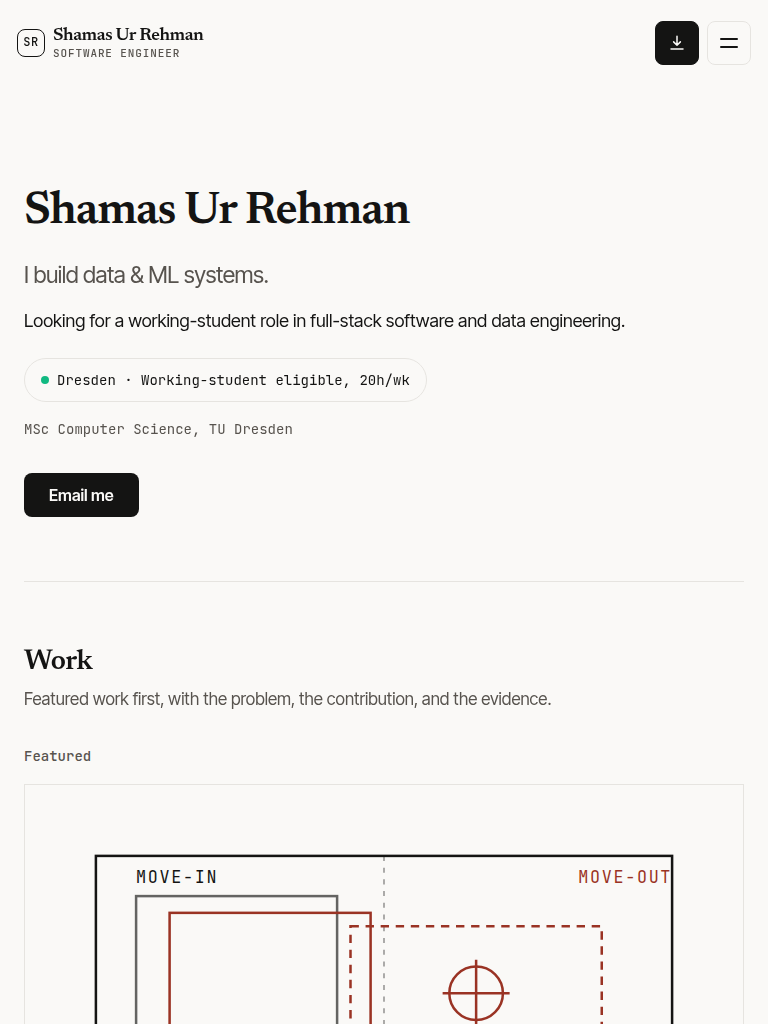 SR
Shamas Ur Rehman
SOFTWARE ENGINEER
Shamas Ur Rehman
I build data & ML systems.
Looking for a working-student role in full-stack software and data engineering.
Dresden · Working-student eligible, 20h/wk
MSc Computer Science, TU Dresden
Email me
Work
Featured work first, with the problem, the contribution, and the evidence.
Featured
MOVE-IN
MOVE-OUT